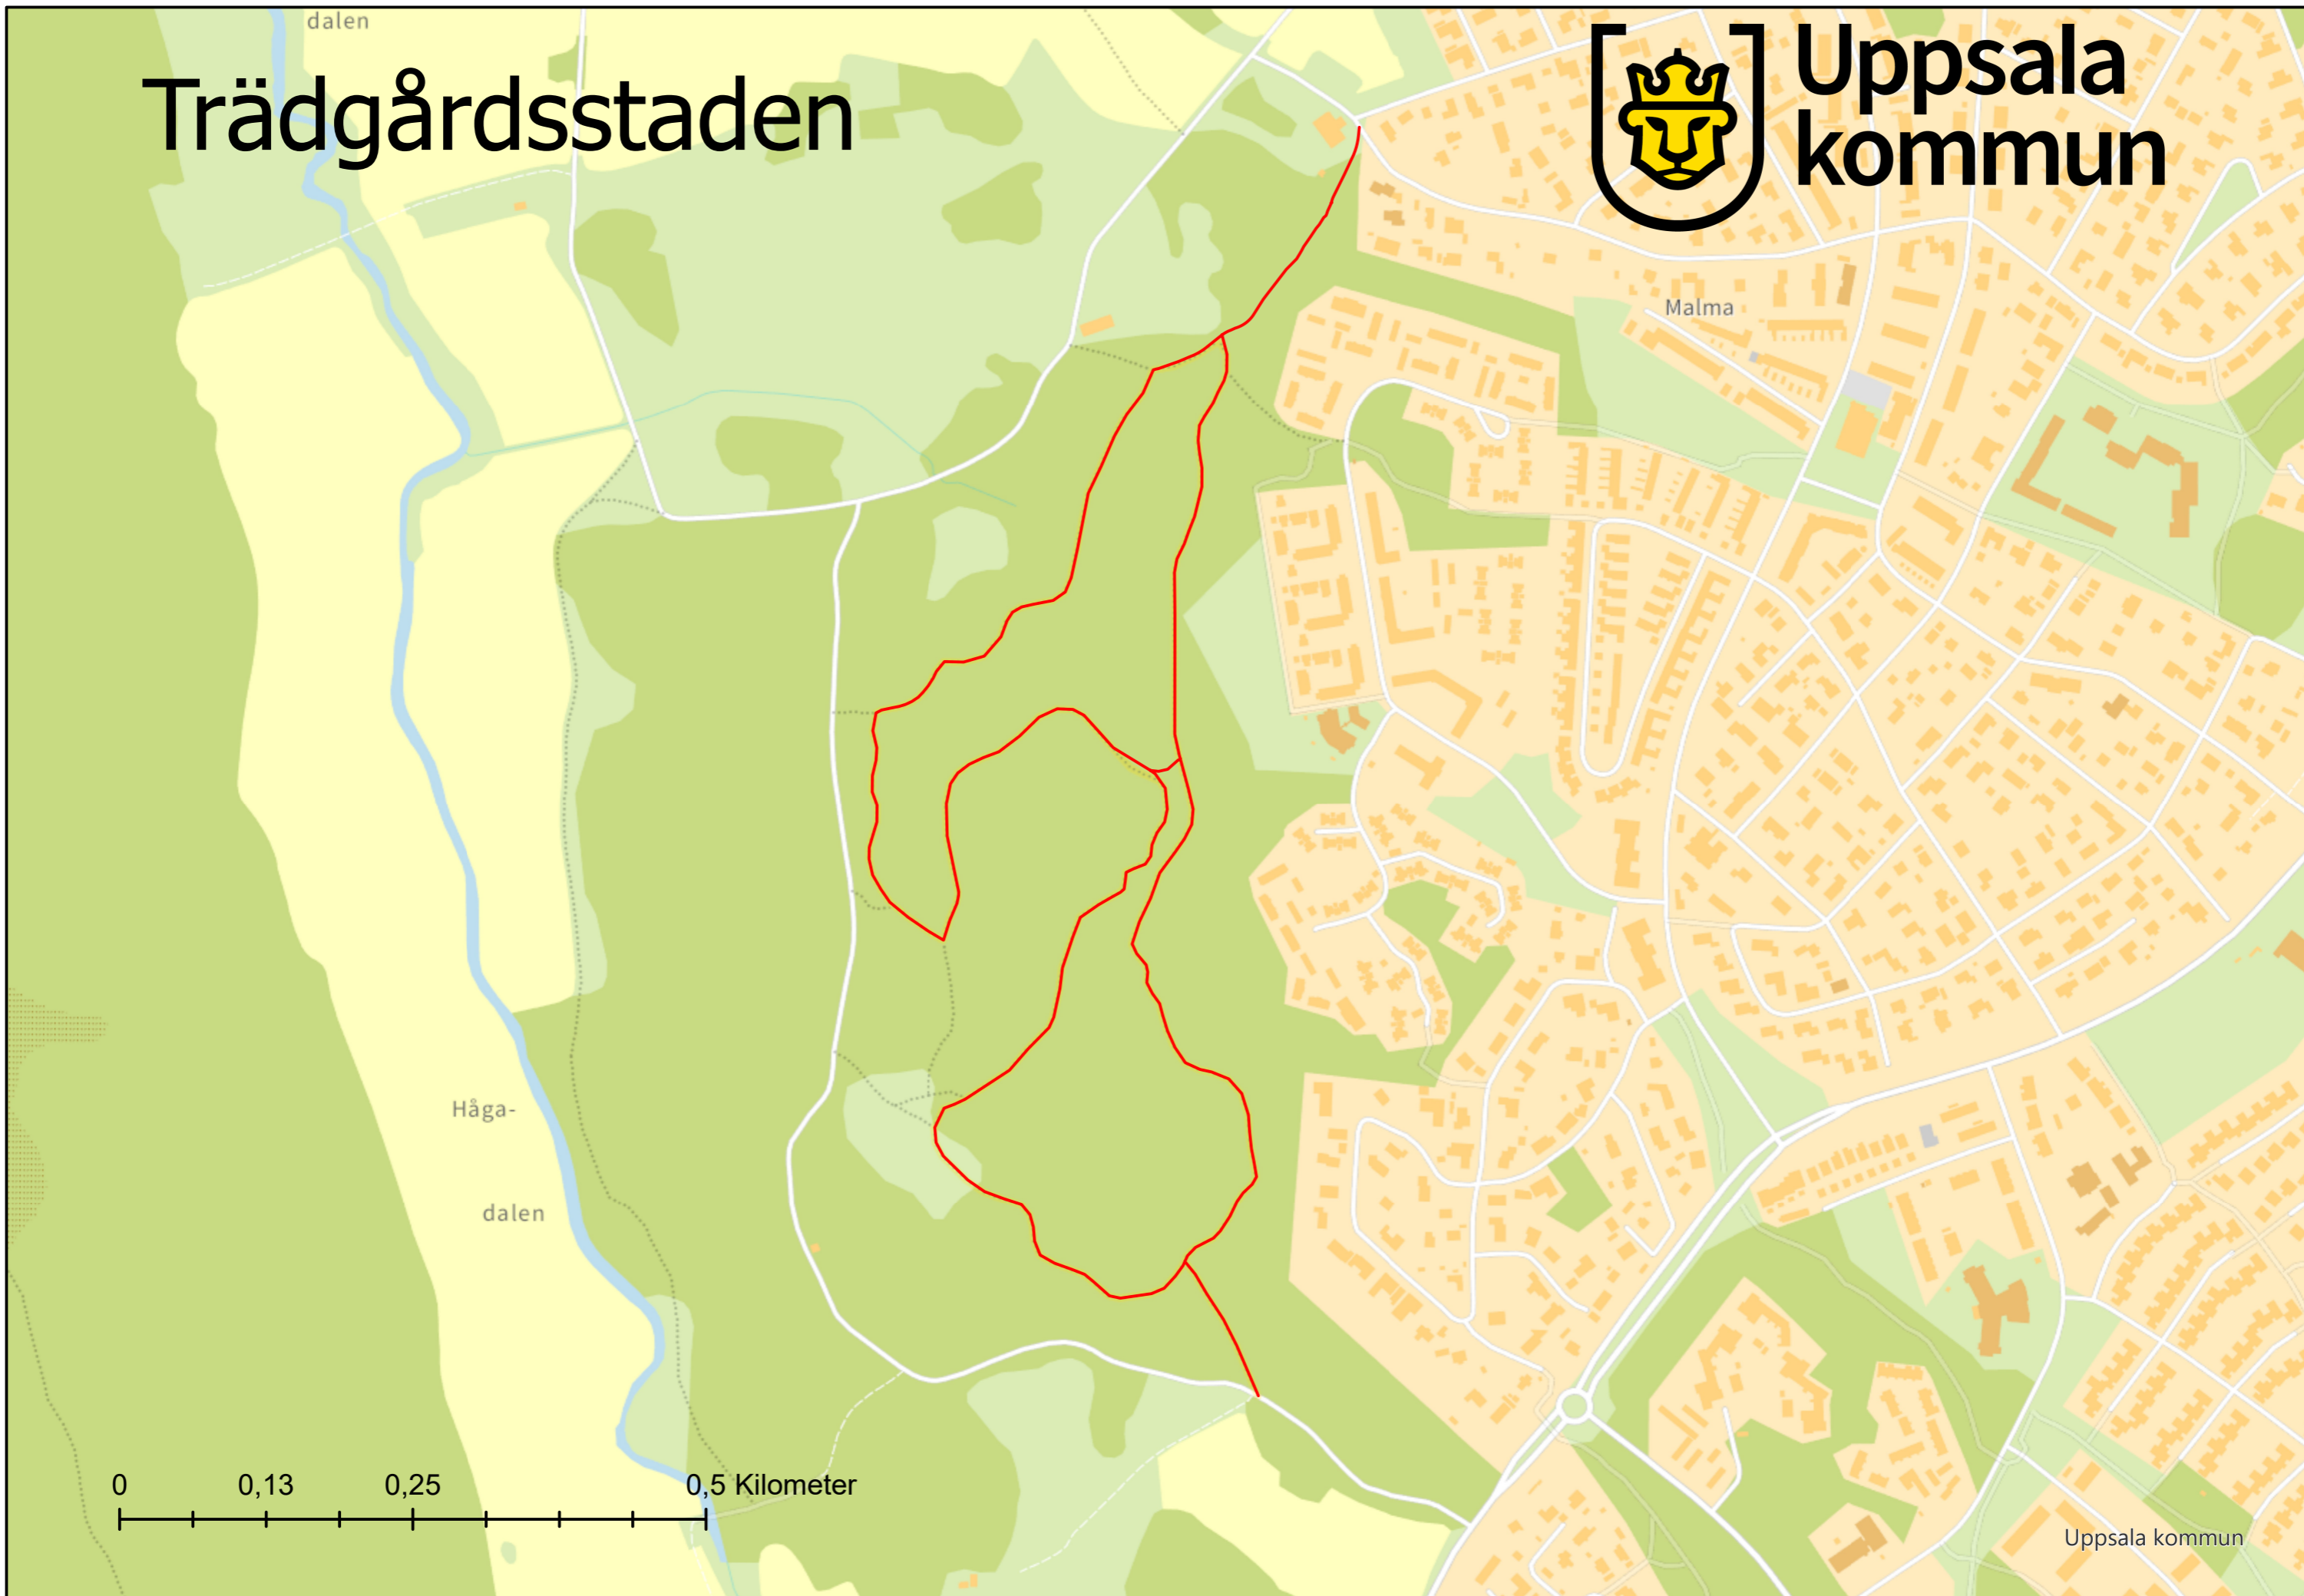 dalen
Trädgårdsstaden
Uppsala
kommun
Malma
Håga-
dalen
0 0,13 0,25 0,5 Kilometer
Uppsala kommun